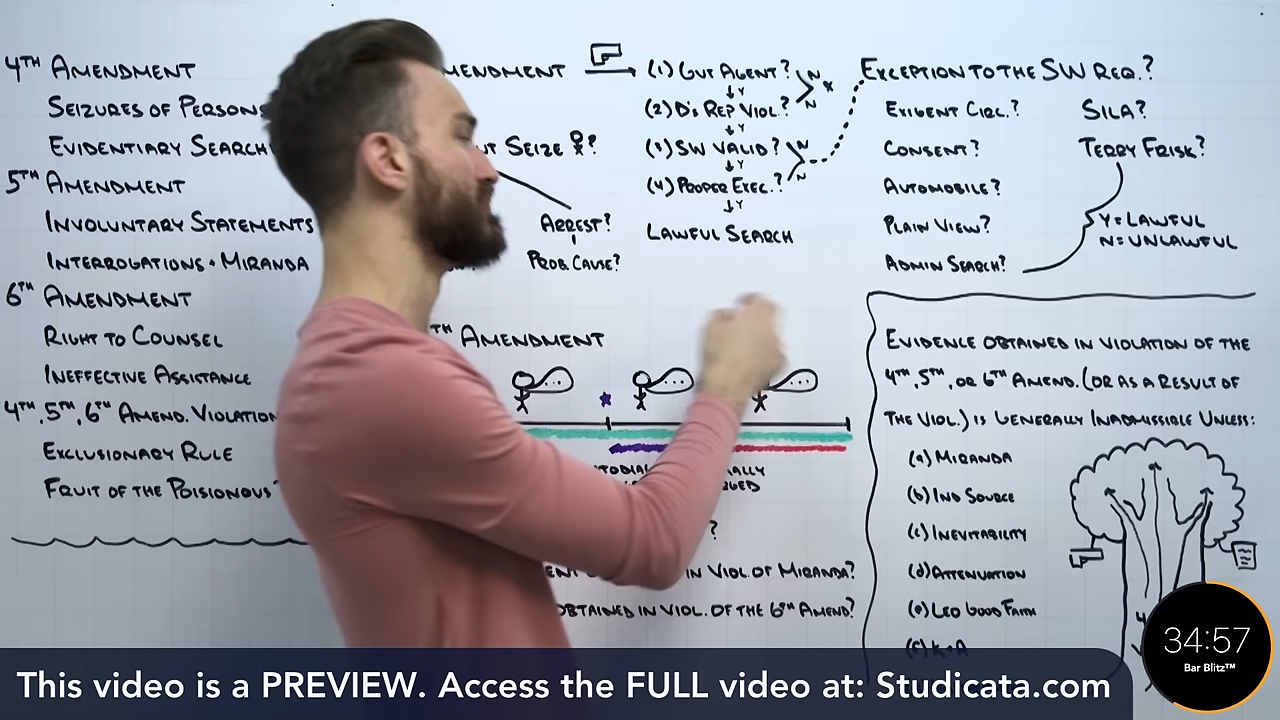 4TH AMENDMENT
SEIZURES OF PERSONS
EVIDENTIARY SEARCH
5TH AMENDMENT
INVOLUNTARY STATEMENTS
INTERROGATIONS + MIRANDA
6TH AMENDMENT
RIGHT TO COUNSEL
INEFFECTIVE ASSISTANCE
4TH, 5TH, 6TH AMEND. VIOLATION
EXCLUSIONARY RULE
FRUIT OF THE POISIONOUS
MENDMENT
SEIZE ?
ARREST?
PROB. CAUSE?
TH AMENDMENT
?
IN VIOL. OF MIRANDA?
OBTAINED IN VIOL. OF THE 6TH AMEND?
(1) GVT AGENT? N
↓Y
(2) D's REP VIOL.? N X
↓Y
(3) SW VALID? N
↓Y
(4) PROPER EXEC.? N
↓Y
LAWFUL SEARCH
EXCEPTION TO THE SW REQ.?
EXIGENT CIRC.? SILA?
CONSENT? TERRY FRISK?
AUTOMOBILE?
PLAIN VIEW? Y = LAWFUL
N = UNLAWFUL
ADMIN SEARCH?
EVIDENCE OBTAINED IN VIOLATION OF THE
4TH, 5TH, OR 6TH AMEND. (OR AS A RESULT OF
THE VIOL.) IS GENERALLY INADMISSIBLE UNLESS:
(a) MIRANDA
(b) IND SOURCE
(c) INEVITABILITY
(d) ATTENUATION
(e) LEO GOOD FAITH
(f) K+A
34:57
Bar Blitz™
This video is a PREVIEW. Access the FULL video at: Studicata.com